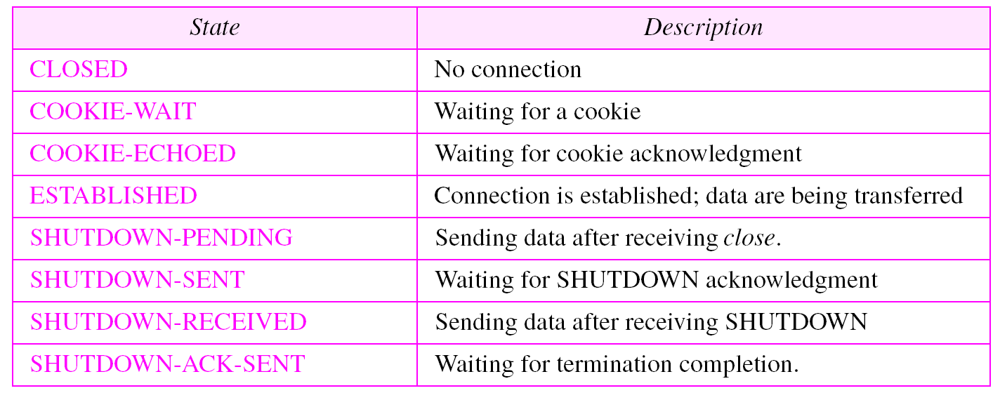 State Description
CLOSED No connection
COOKIE-WAIT Waiting for a cookie
COOKIE-ECHOED Waiting for cookie acknowledgment
ESTABLISHED Connection is established; data are being transferred
SHUTDOWN-PENDING Sending data after receiving close.
SHUTDOWN-SENT Waiting for SHUTDOWN acknowledgment
SHUTDOWN-RECEIVED Sending data after receiving SHUTDOWN
SHUTDOWN-ACK-SENT Waiting for termination completion.